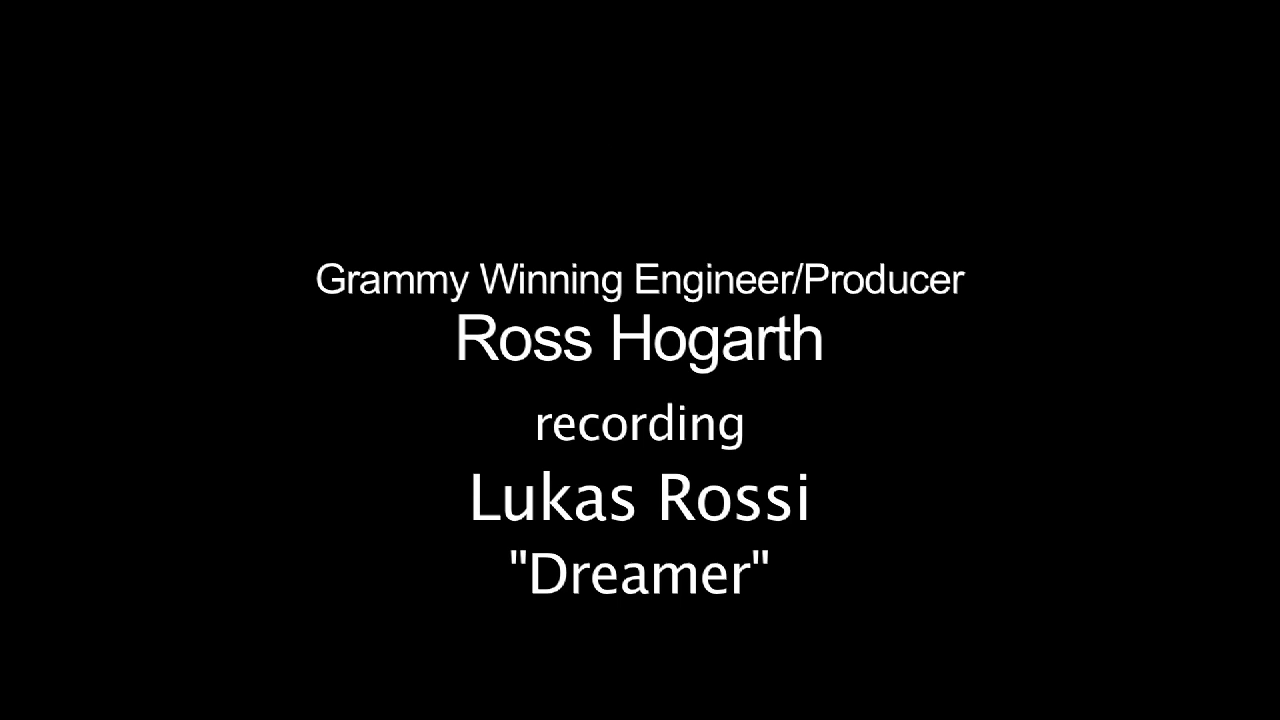 Grammy Winning Engineer/Producer
Ross Hogarth
recording
Lukas Rossi
"Dreamer"